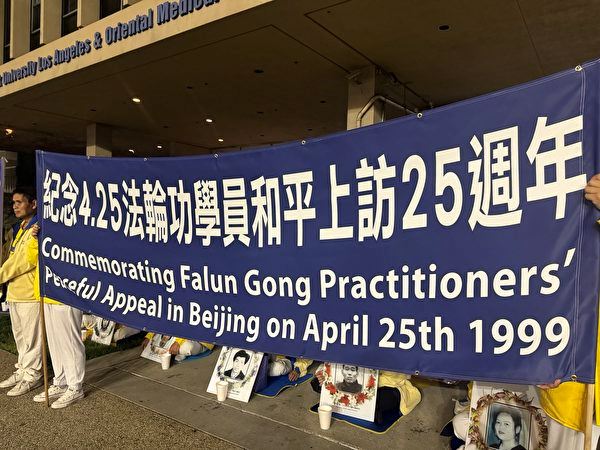 University Los Angeles & Oriental Medical
紀念4.25法輪功學員和平上訪25週年
Commemorating Falun Gong Practitioners'
Peaceful Appeal in Beijing on April 25th 1999